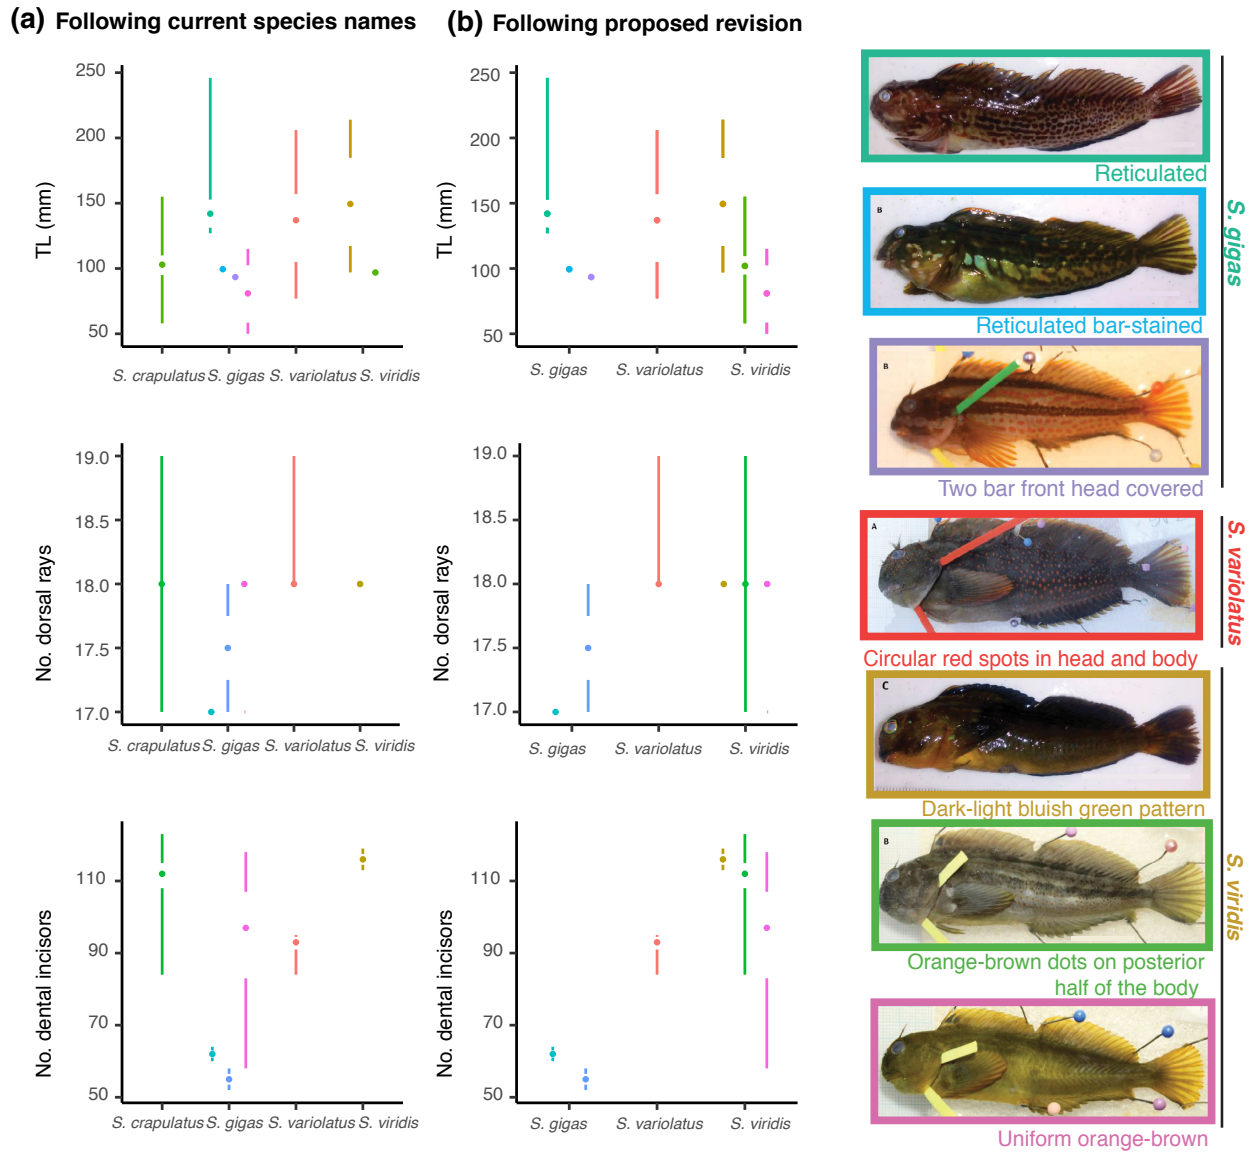 (a) Following current species names
(b) Following proposed revision
TL (mm)
250
200
150
100
50
S. crapulatus S. gigas S. variolatus S. viridis
TL (mm)
250
200
150
100
50
S. gigas S. variolatus S. viridis
No. dorsal rays
19.0
18.5
18.0
17.5
17.0
S. crapulatus S. gigas S. variolatus S. viridis
No. dorsal rays
19.0
18.5
18.0
17.5
17.0
S. gigas S. variolatus S. viridis
No. dental incisors
110
90
70
50
S. crapulatus S. gigas S. variolatus S. viridis
No. dental incisors
110
90
70
50
S. gigas S. variolatus S. viridis
Reticulated
B
Reticulated bar-stained
B
Two bar front head covered
S. gigas
A
Circular red spots in head and body
S. variolatus
C
Dark-light bluish green pattern
B
Orange-brown dots on posterior
half of the body
Uniform orange-brown
S. viridis